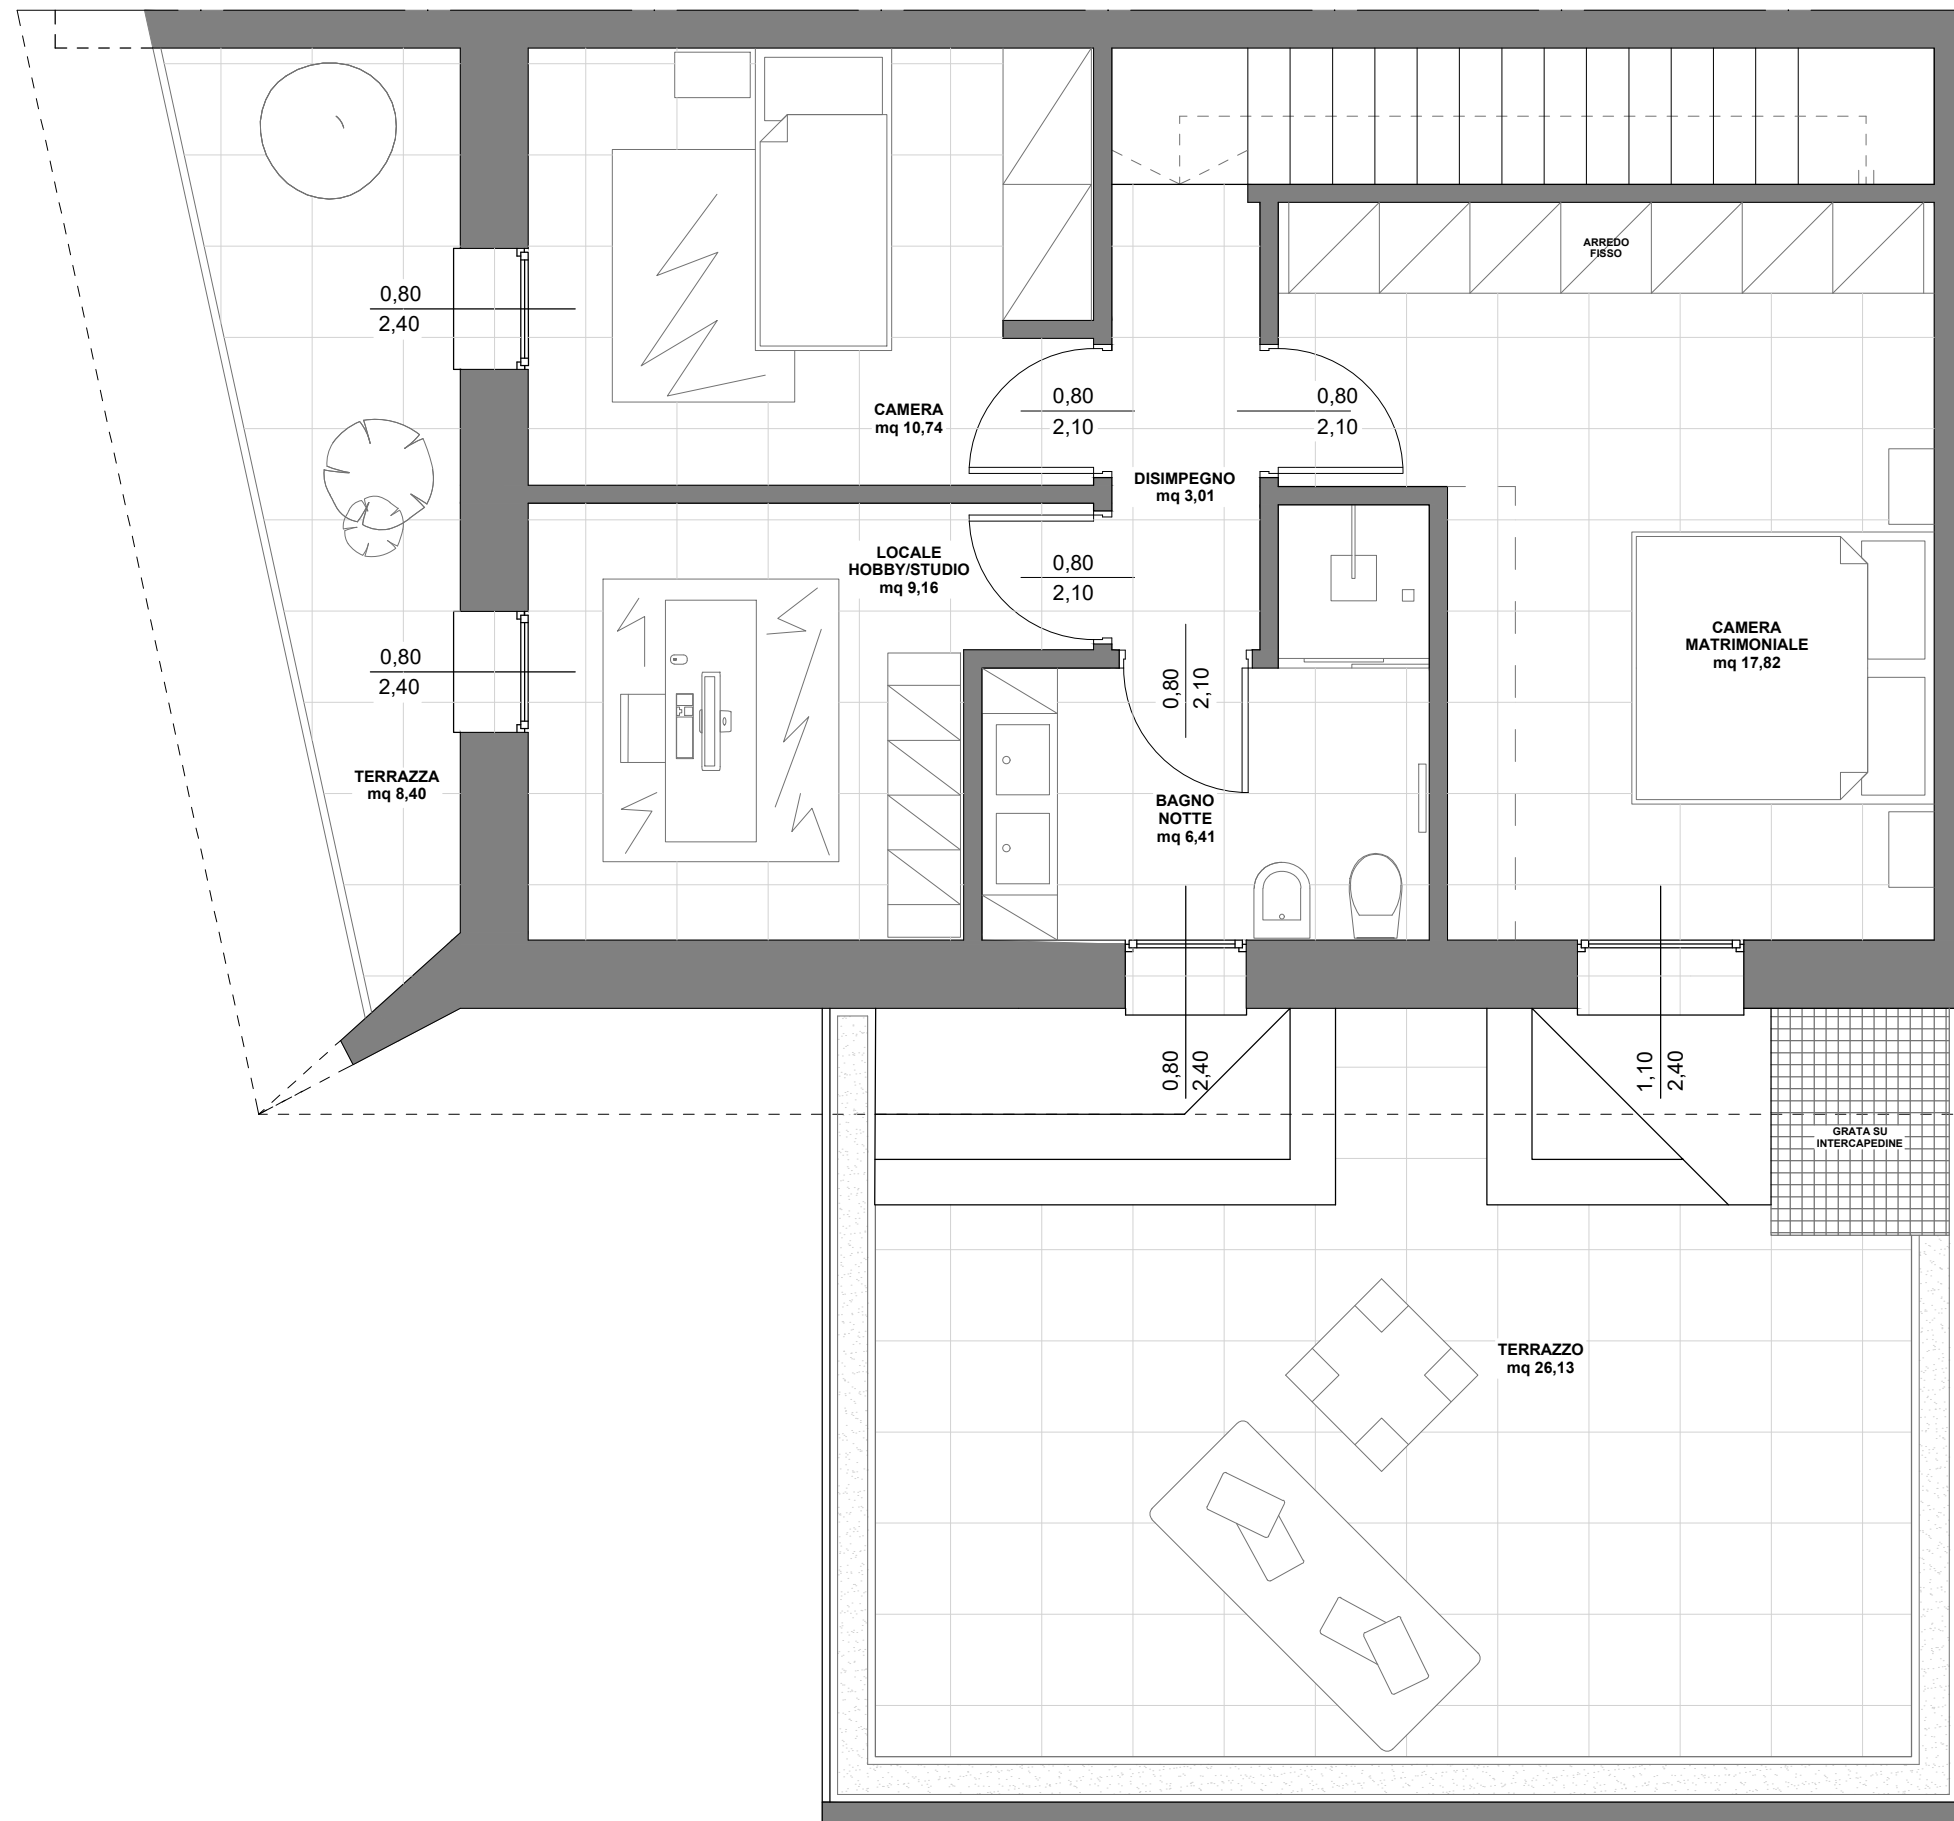 ARREDO
FISSO
0,80
2,40
CAMERA
mq 10,74
0,80
2,10
0,80
2,10
DISIMPEGNO
mq 3,01
LOCALE
HOBBY/STUDIO
mq 9,16
0,80
2,10
CAMERA
MATRIMONIALE
mq 17,82
0,80
2,40
0,80
2,10
TERRAZZA
mq 8,40
BAGNO
NOTTE
mq 6,41
0,80
2,40
1,10
2,40
GRATA SU
INTERCAPEDINE
TERRAZZO
mq 26,13